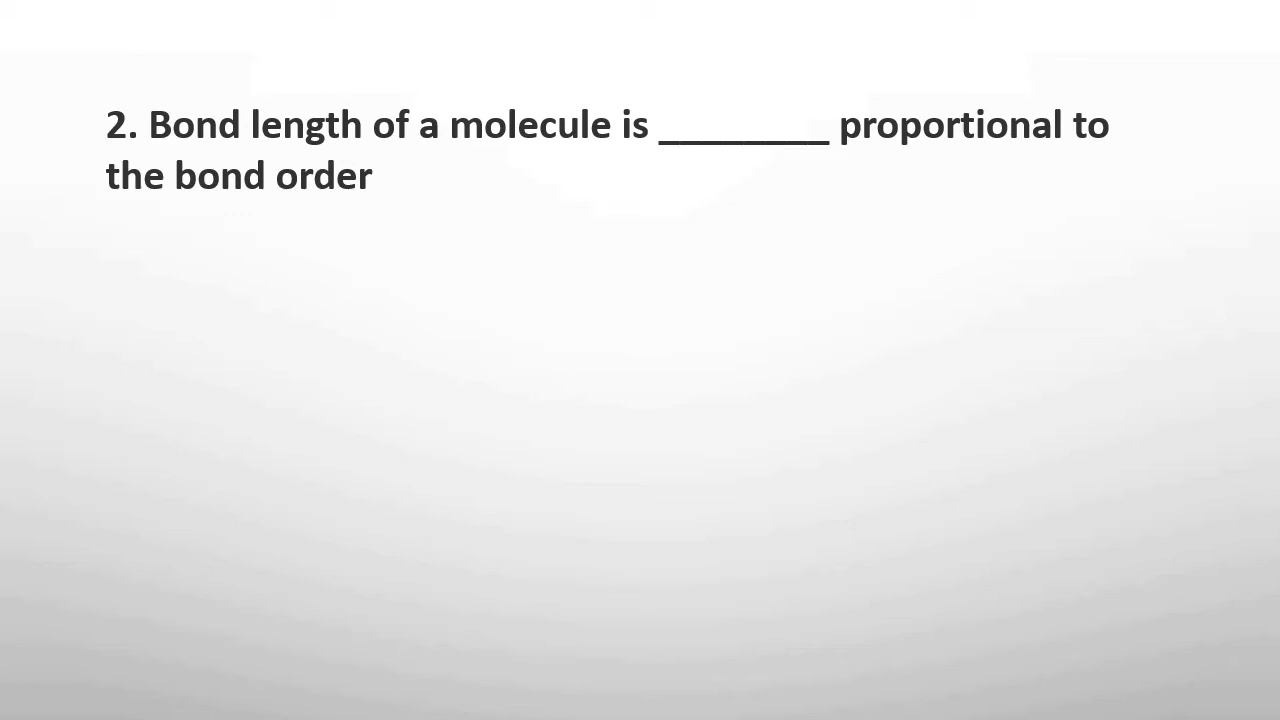 2. Bond length of a molecule is ________ proportional to
the bond order